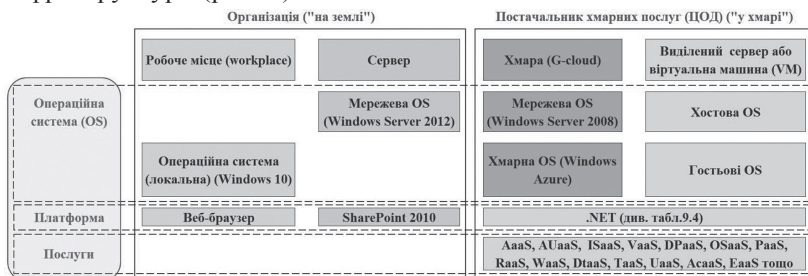 Організація ("на землі")
Постачальник хмарних послуг (ЦОД) ("у хмарі")
Робоче місце (workplace)
Сервер
Хмара (G-cloud)
Виділений сервер або
віртуальна машина (VM)
Операційна
система (OS)
Мережева OS
(Windows Server 2012)
Мережева OS
(Windows Server 2008)
Хостова OS
Операційна система
(локальна) (Windows 10)
Хмарна OS (Windows
Azure)
Гостьові OS
Платформа
Веб-браузер
SharePoint 2010
.NET (див. табл.9.4)
Послуги
AaaS, AUaaS, ISaaS, VaaS, DPaaS, OSaaS, PaaS,
RaaS, WaaS, DtaaS, TaaS, UaaS, AcaaS, EaaS тощо